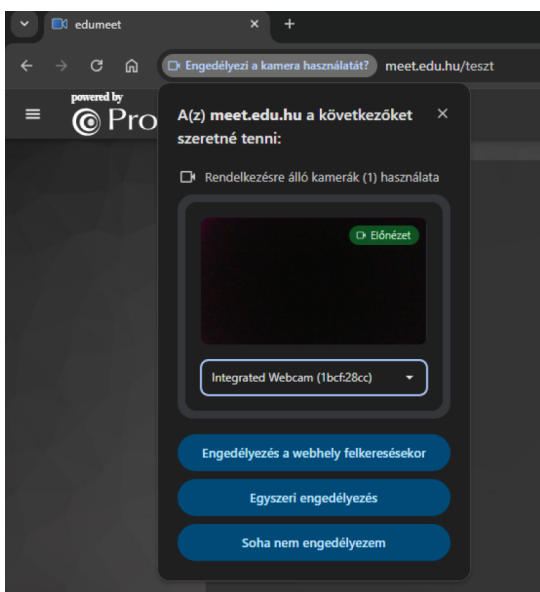 edumeet
Engedélyezi a kamera használatát?
meet.edu.hu/teszt
powered by
Pro
A(z) meet.edu.hu a következőket
szeretné tenni:
Rendelkezésre álló kamerák (1) használata
Előnézet
Integrated Webcam (1bcf:28cc)
Engedélyezés a webhely felkeresésekor
Egyszeri engedélyezés
Soha nem engedélyezem